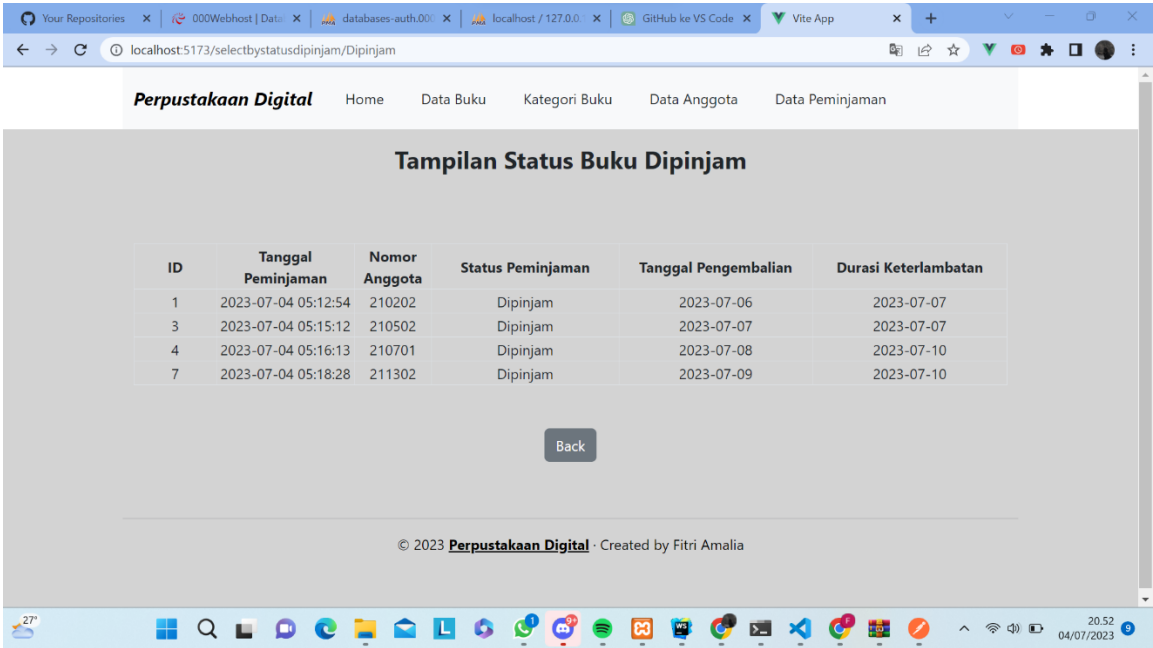 Your Repositories
000Webhost | Data
databases-auth.000
localhost / 127.0.0.1
GitHub ke VS Code
Vite App
localhost:5173/selectbystatusdipinjam/Dipinjam
Perpustakaan Digital Home Data Buku Kategori Buku Data Anggota Data Peminjaman
Tampilan Status Buku Dipinjam
ID Tanggal Peminjaman Nomor Anggota Status Peminjaman Tanggal Pengembalian Durasi Keterlambatan
1 2023-07-04 05:12:54 210202 Dipinjam 2023-07-06 2023-07-07
3 2023-07-04 05:15:12 210502 Dipinjam 2023-07-07 2023-07-07
4 2023-07-04 05:16:13 210701 Dipinjam 2023-07-08 2023-07-10
7 2023-07-04 05:18:28 211302 Dipinjam 2023-07-09 2023-07-10
Back
© 2023 Perpustakaan Digital · Created by Fitri Amalia
27°
20.52
04/07/2023
9